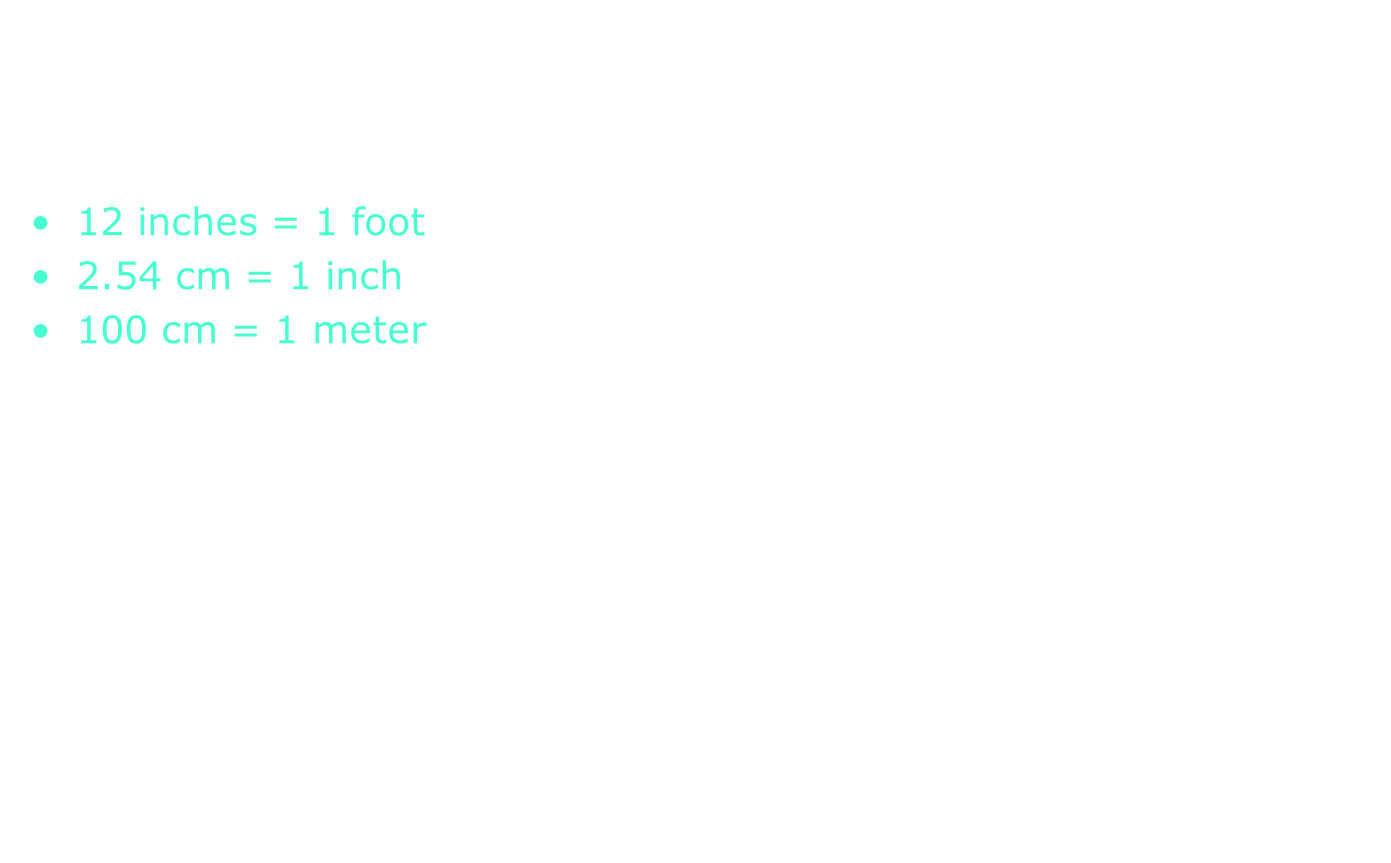 • 12 inches = 1 foot
• 2.54 cm = 1 inch
• 100 cm = 1 meter